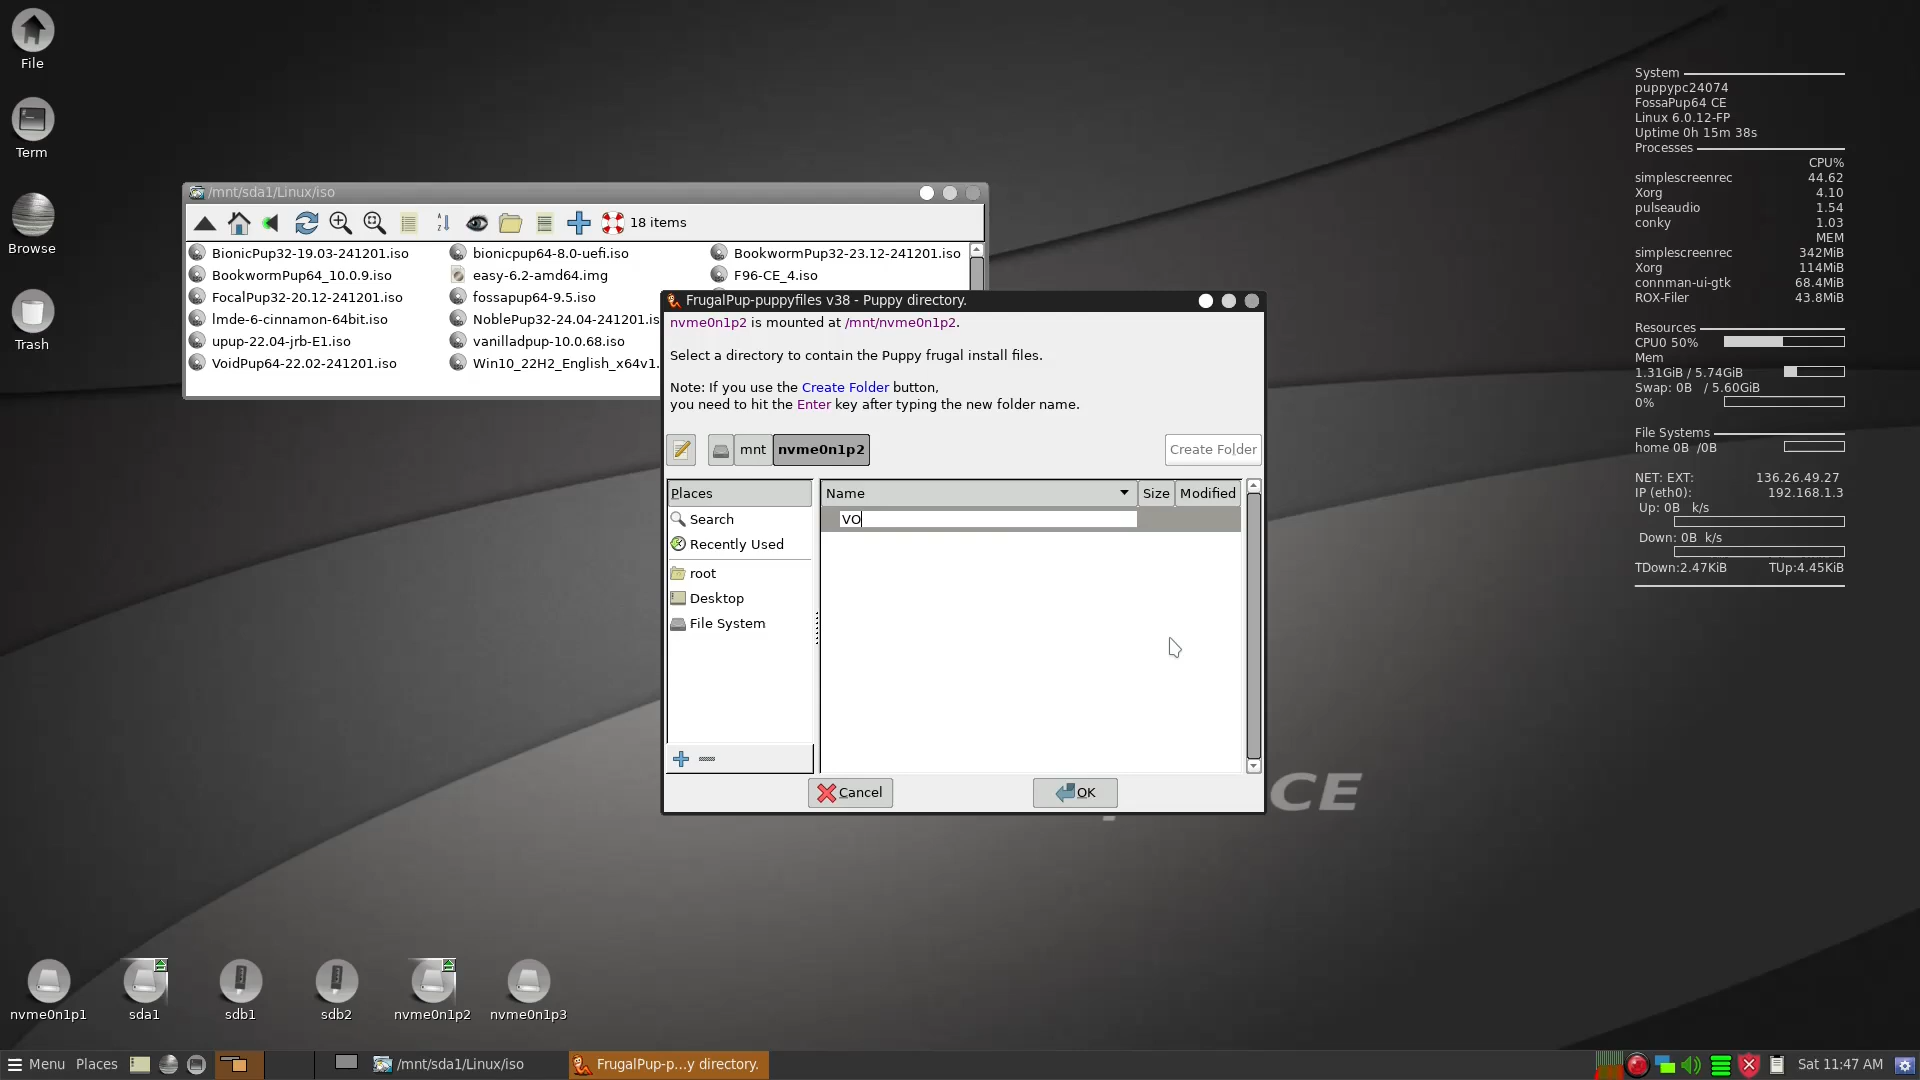 File
Term
Browse
Trash
/mnt/sda1/Linux/iso
18 items
BionicPup32-19.03-241201.iso
bionicpup64-8.0-uefi.iso
BookwormPup32-23.12-241201.iso
BookwormPup64_10.0.9.iso
easy-6.2-amd64.img
F96-CE_4.iso
FocalPup32-20.12-241201.iso
fossapup64-9.5.iso
lmde-6-cinnamon-64bit.iso
NoblePup32-24.04-241201.is
upup-22.04-jrb-E1.iso
vanilladpup-10.0.68.iso
VoidPup64-22.02-241201.iso
Win10_22H2_English_x64v1.
FrugalPup-puppyfiles v38 - Puppy directory.
nvme0n1p2 is mounted at /mnt/nvme0n1p2.
Select a directory to contain the Puppy frugal install files.
Note: If you use the Create Folder button,
you need to hit the Enter key after typing the new folder name.
mnt
nvme0n1p2
Create Folder
Places
Search
Recently Used
root
Desktop
File System
Name
Size
Modified
VO
Cancel
OK
CE
System
puppypc24074
FossaPup64 CE
Linux 6.0.12-FP
Uptime 0h 15m 38s
Processes
CPU%
simplescreenrec 44.62
Xorg 4.10
pulseaudio 1.54
conky 1.03
MEM
simplescreenrec 342MiB
Xorg 114MiB
connman-ui-gtk 68.4MiB
ROX-Filer 43.8MiB
Resources
CPU0 50%
Mem
1.31GiB / 5.74GiB
Swap: 0B / 5.60GiB
0%
File Systems
home 0B /0B
NET: EXT: 136.26.49.27
IP (eth0): 192.168.1.3
Up: 0B k/s
Down: 0B k/s
TDown:2.47KiB TUp:4.45KiB
nvme0n1p1
sda1
sdb1
sdb2
nvme0n1p2
nvme0n1p3
Menu
Places
/mnt/sda1/Linux/iso
FrugalPup-p...y directory.
Sat 11:47 AM